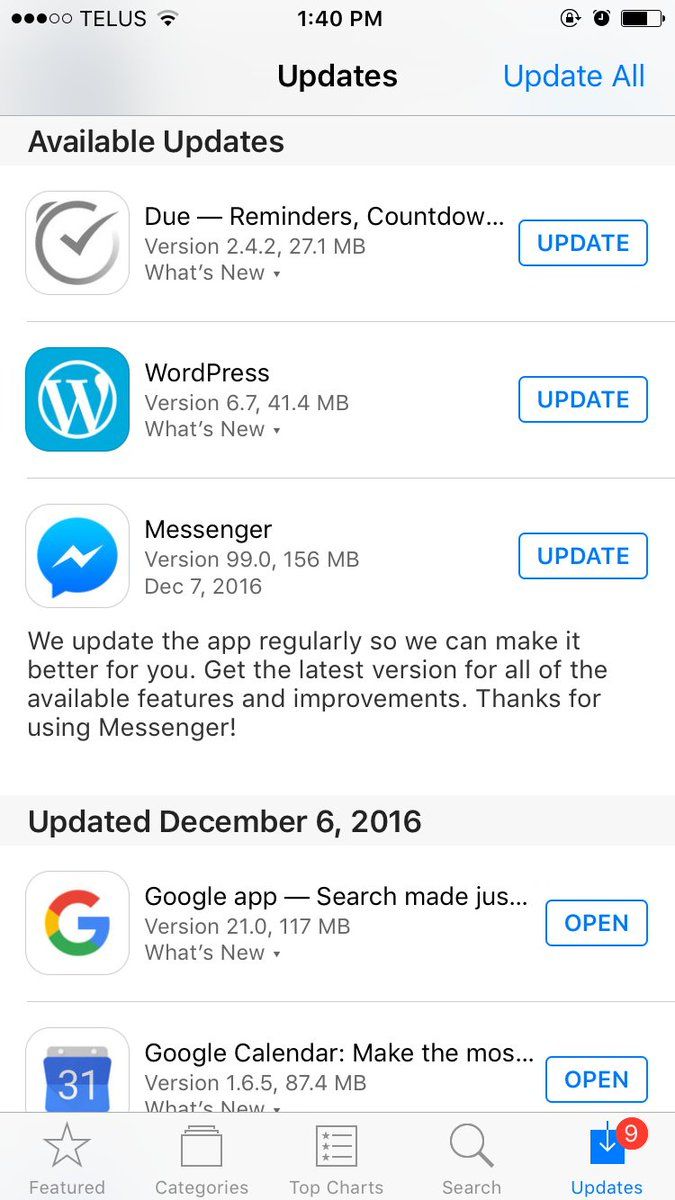 TELUS 1:40 PM
Updates Update All
Available Updates
Due — Reminders, Countdow...
Version 2.4.2, 27.1 MB
What's New ▾
UPDATE
WordPress
Version 6.7, 41.4 MB
What's New ▾
UPDATE
Messenger
Version 99.0, 156 MB
Dec 7, 2016
UPDATE
We update the app regularly so we can make it
better for you. Get the latest version for all of the
available features and improvements. Thanks for
using Messenger!
Updated December 6, 2016
Google app — Search made jus...
Version 21.0, 117 MB
What's New ▾
OPEN
31
Google Calendar: Make the mos...
Version 1.6.5, 87.4 MB
What's New ▾
OPEN
9
Featured Categories Top Charts Search Updates